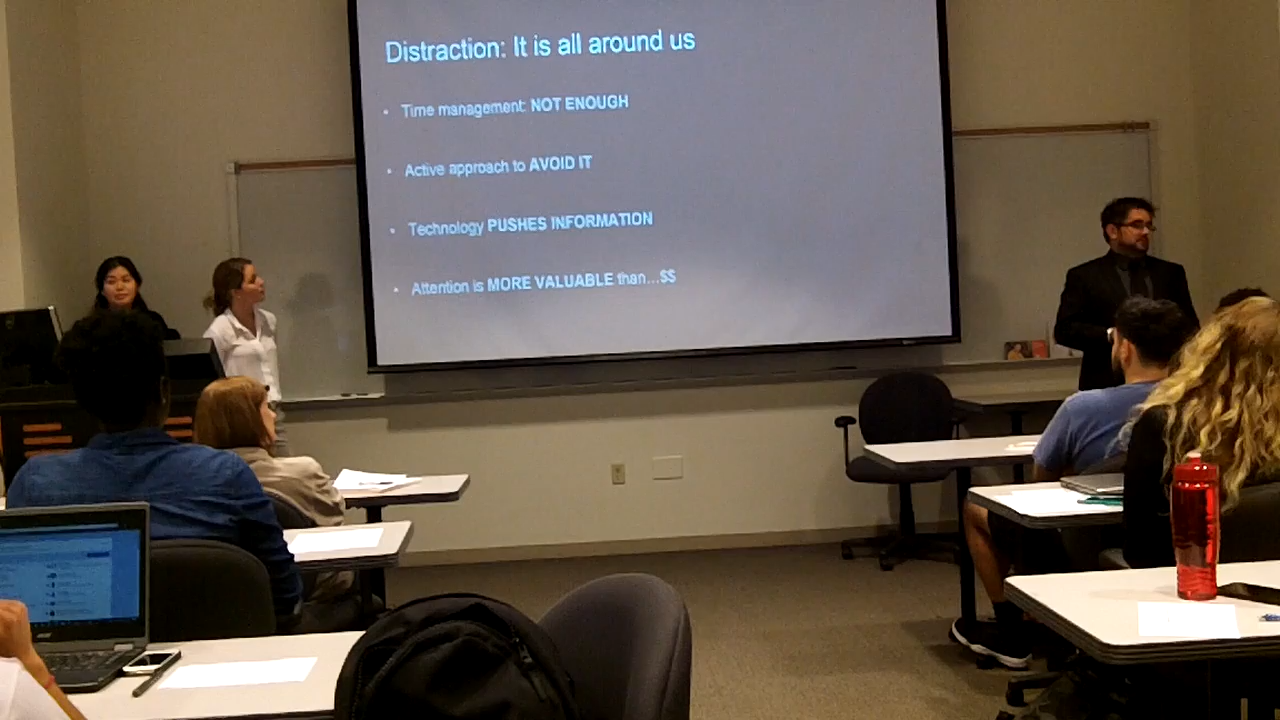 Distraction: It is all around us
• Time management: NOT ENOUGH
• Active approach to AVOID IT
• Technology PUSHES INFORMATION
• Attention is MORE VALUABLE than...$$